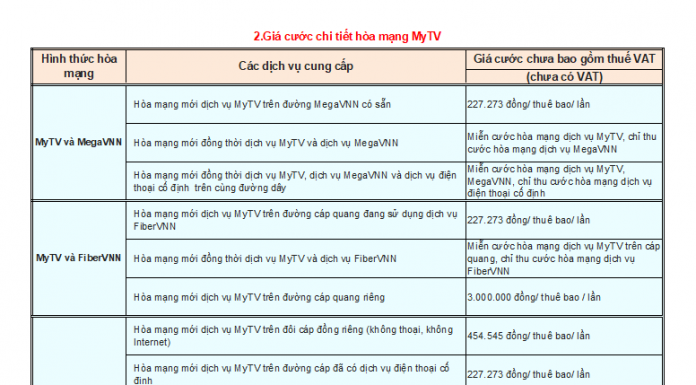 2.Giá cước chi tiết hòa mạng MyTV
Hình thức hòa
mạng
Các dịch vụ cung cấp
Giá cước chưa bao gồm thuế VAT
(chưa có VAT)
MyTV và MegaVNN
Hòa mạng mới dịch vụ MyTV trên đường MegaVNN có sẵn
227.273 đồng/ thuê bao/ lần
Hòa mạng mới đồng thời dịch vụ MyTV và dịch vụ MegaVNN
Miễn cước hòa mạng dịch vụ MyTV, chỉ thu
cước hòa mạng dịch vụ MegaVNN
Hòa mạng mới đồng thời dịch vụ MyTV, dịch vụ MegaVNN và dịch vụ điện
thoại cố định trên cùng đường dây
Miễn cước hòa mạng dịch vụ MyTV,
MegaVNN, chỉ thu cước hòa mạng dịch vụ
điện thoại cố định
MyTV và FiberVNN
Hòa mạng mới dịch vụ MyTV trên đường cáp quang đang sử dụng dịch vụ
FiberVNN
227.273 đồng/ thuê bao/ lần
Hòa mạng mới đồng thời dịch vụ MyTV và dịch vụ FiberVNN
Miễn cước hòa mạng dịch vụ MyTV trên cáp
quang, chỉ thu cước hòa mạng dịch vụ
FiberVNN
Hòa mạng mới dịch vụ MyTV trên đường cáp quang riêng
3.000.000 đồng/ thuê bao / lần
Hòa mạng mới dịch vụ MyTV trên đôi cáp đồng riêng (không thoại, không
Internet)
454.545 đồng/ thuê bao/ lần
Hòa mạng mới dịch vụ MyTV trên đường cáp đã có dịch vụ điện thoại cố
định
227.273 đồng/ thuê bao/ lần